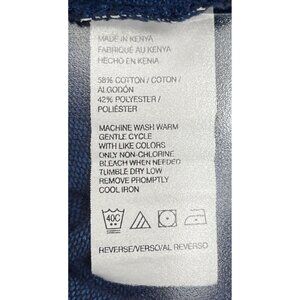 MADE IN KENYA
FABRIQUÉ AU KENYA
HECHO EN KENIA
58% COTTON / COTON /
ALGODÓN
42% POLYESTER /
POLIÉSTER
MACHINE WASH WARM
GENTLE CYCLE
WITH LIKE COLORS
ONLY NON-CHLORINE
BLEACH WHEN NEEDED
TUMBLE DRY LOW
REMOVE PROMPTLY
COOL IRON
40C
REVERSE/VERSO/AL REVERSO